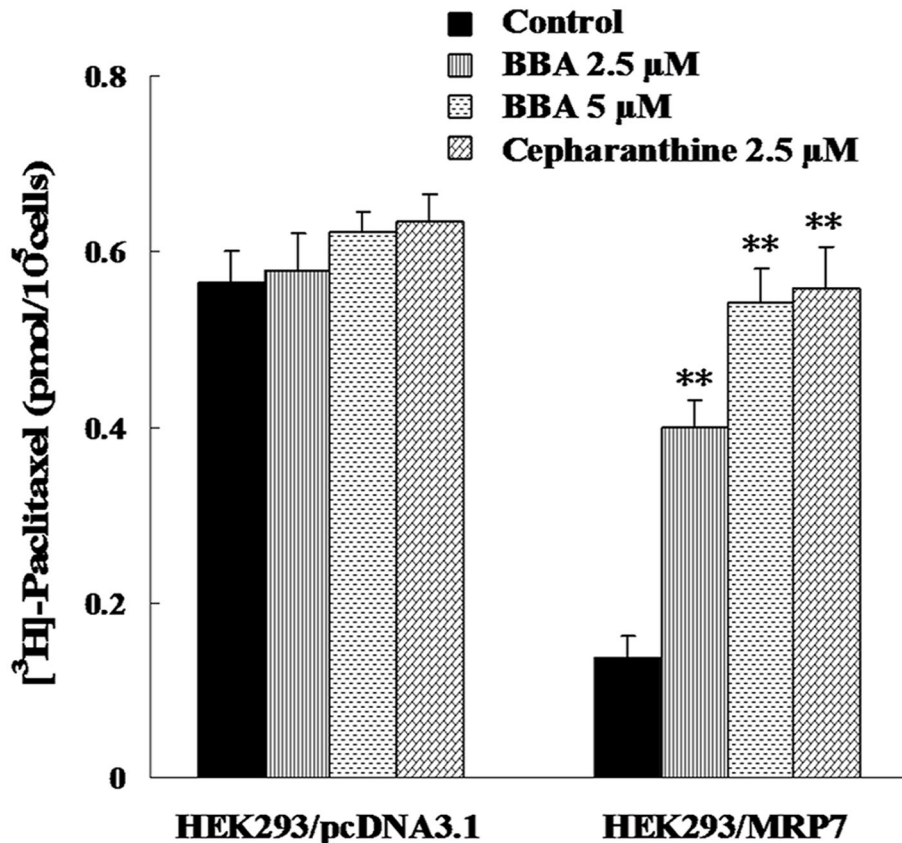 Control
BBA 2.5 µM
BBA 5 µM
Cepharanthine 2.5 µM
[³H]-Paclitaxel (pmol/10⁵cells)
0.8
0.6
0.4
0.2
0
** ** **
HEK293/pcDNA3.1 HEK293/MRP7